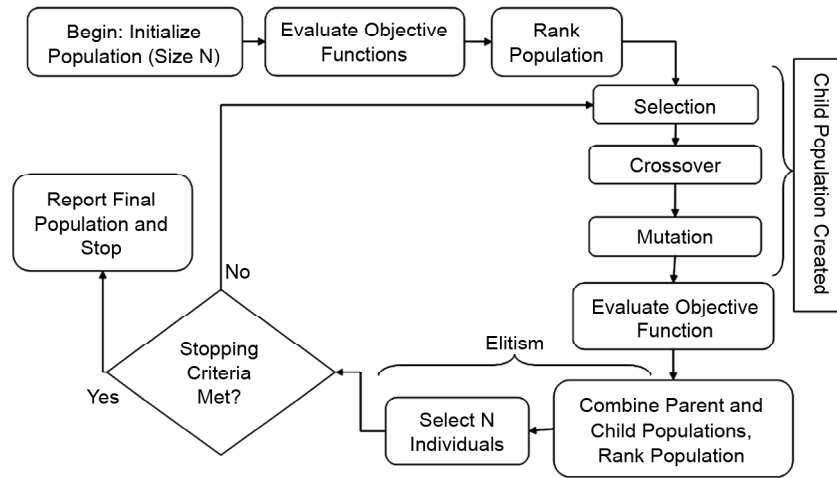 Begin: Initialize
Population (Size N)
Evaluate Objective
Functions
Rank
Population
Selection
Crossover
Mutation
Child Pcpulation Created
Evaluate Objective
Function
Combine Parent and
Child Populations,
Rank Population
Elitism
Select N
Individuals
Stopping
Criteria
Met?
No
Yes
Report Final
Population and
Stop